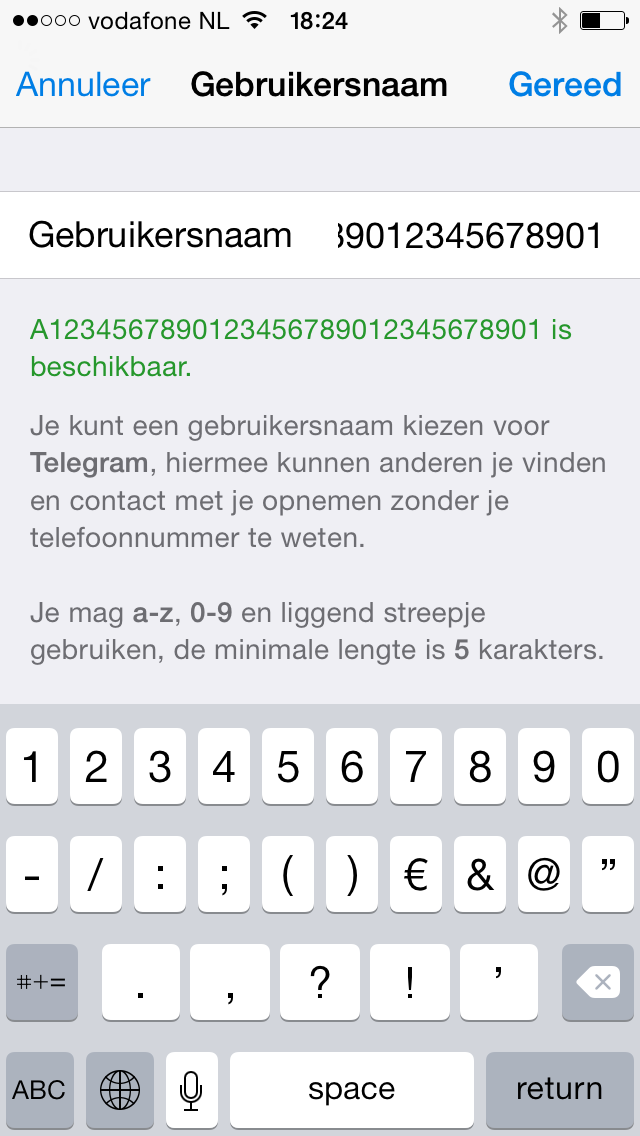 vodafone NL 18:24
Annuleer Gebruikersnaam Gereed
Gebruikersnaam 39012345678901
A1234567890123456789012345678901 is
beschikbaar.
Je kunt een gebruikersnaam kiezen voor
Telegram, hiermee kunnen anderen je vinden
en contact met je opnemen zonder je
telefoonnummer te weten.
Je mag a-z, 0-9 en liggend streepje
gebruiken, de minimale lengte is 5 karakters.
1 2 3 4 5 6 7 8 9 0
- / : ; ( ) € & @ ”
#+= . , ? ! ’
ABC space return